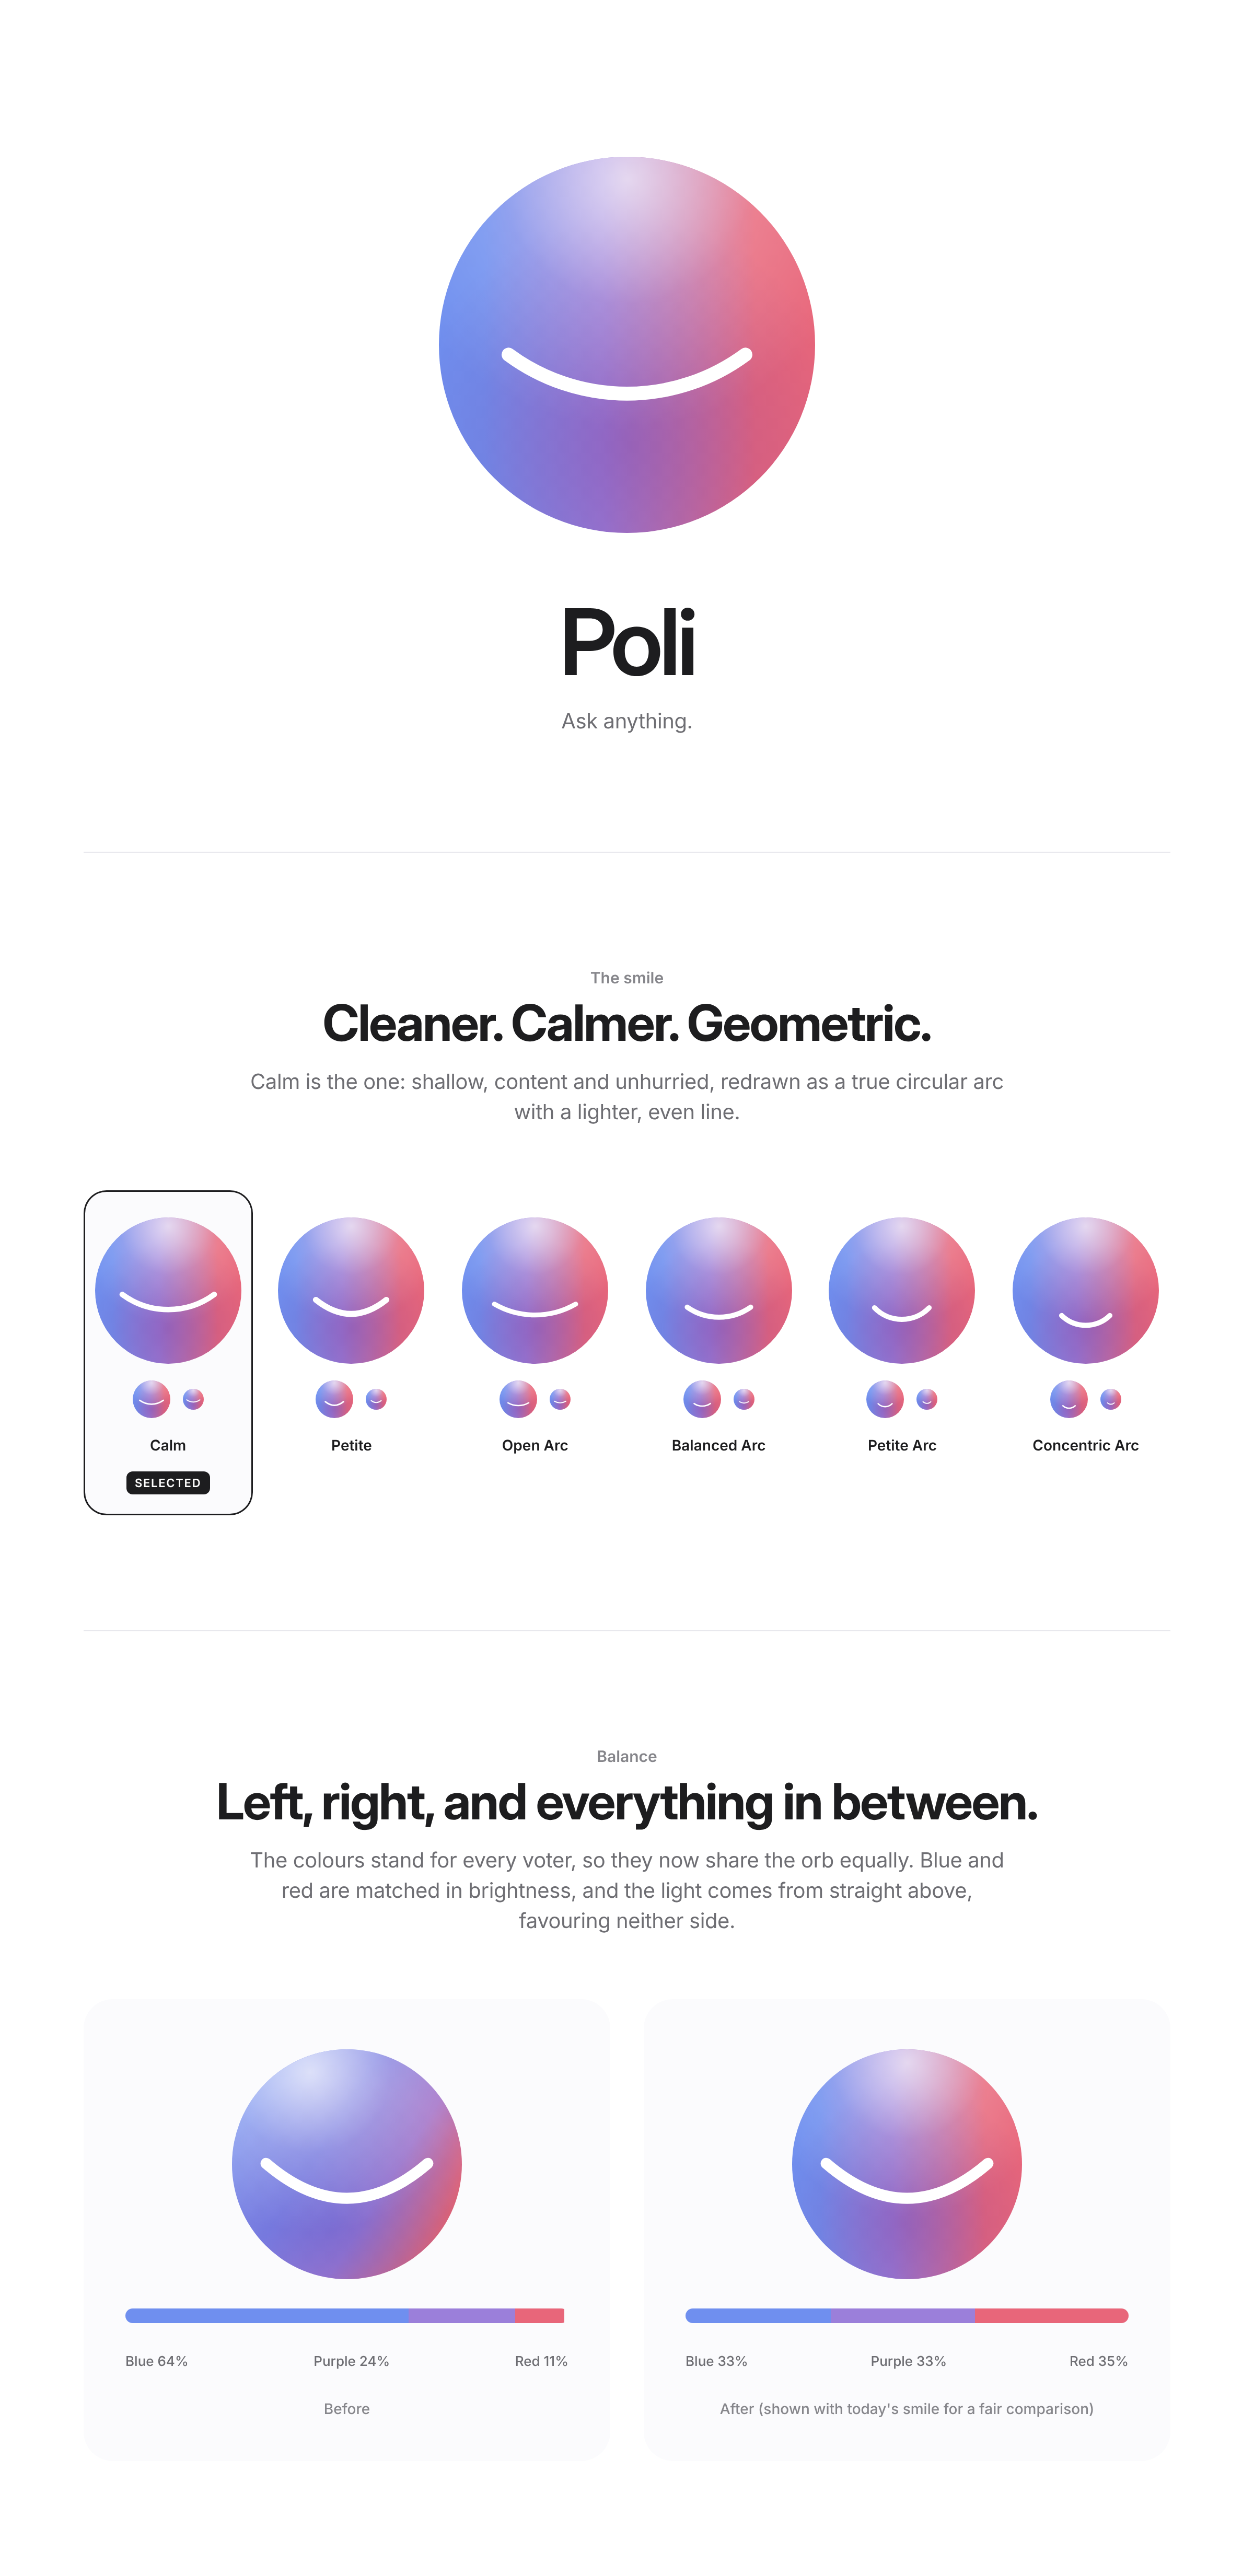 Poli
Ask anything.
The smile
Cleaner. Calmer. Geometric.
Calm is the one: shallow, content and unhurried, redrawn as a true circular arc
with a lighter, even line.
Calm
Petite
Open Arc
Balanced Arc
Petite Arc
Concentric Arc
SELECTED
Balance
Left, right, and everything in between.
The colours stand for every voter, so they now share the orb equally. Blue and
red are matched in brightness, and the light comes from straight above,
favouring neither side.
Blue 64%
Purple 24%
Red 11%
Before
Blue 33%
Purple 33%
Red 35%
After (shown with today's smile for a fair comparison)